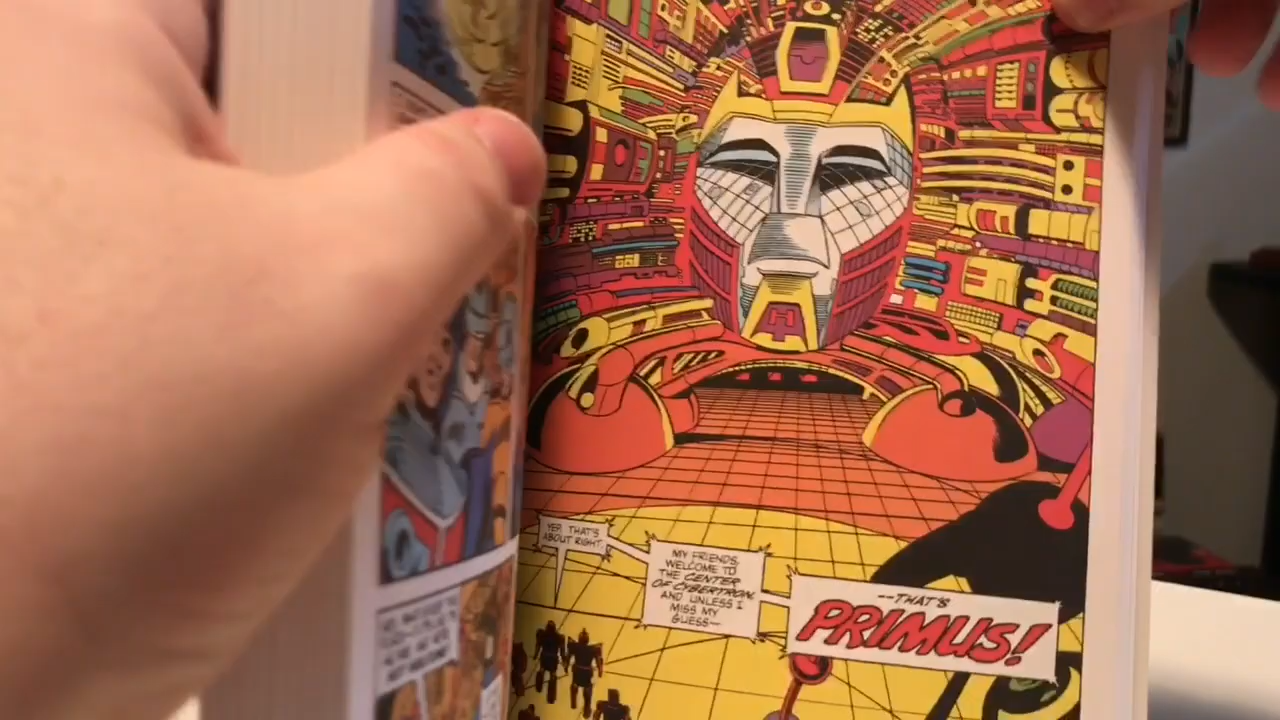 YEP, THAT'S
ABOUT RIGHT.
MY FRIENDS,
WELCOME TO
THE CENTER
OF CYBERTRON.
AND UNLESS I
MISS MY
GUESS--
--THAT'S
PRIMUS!